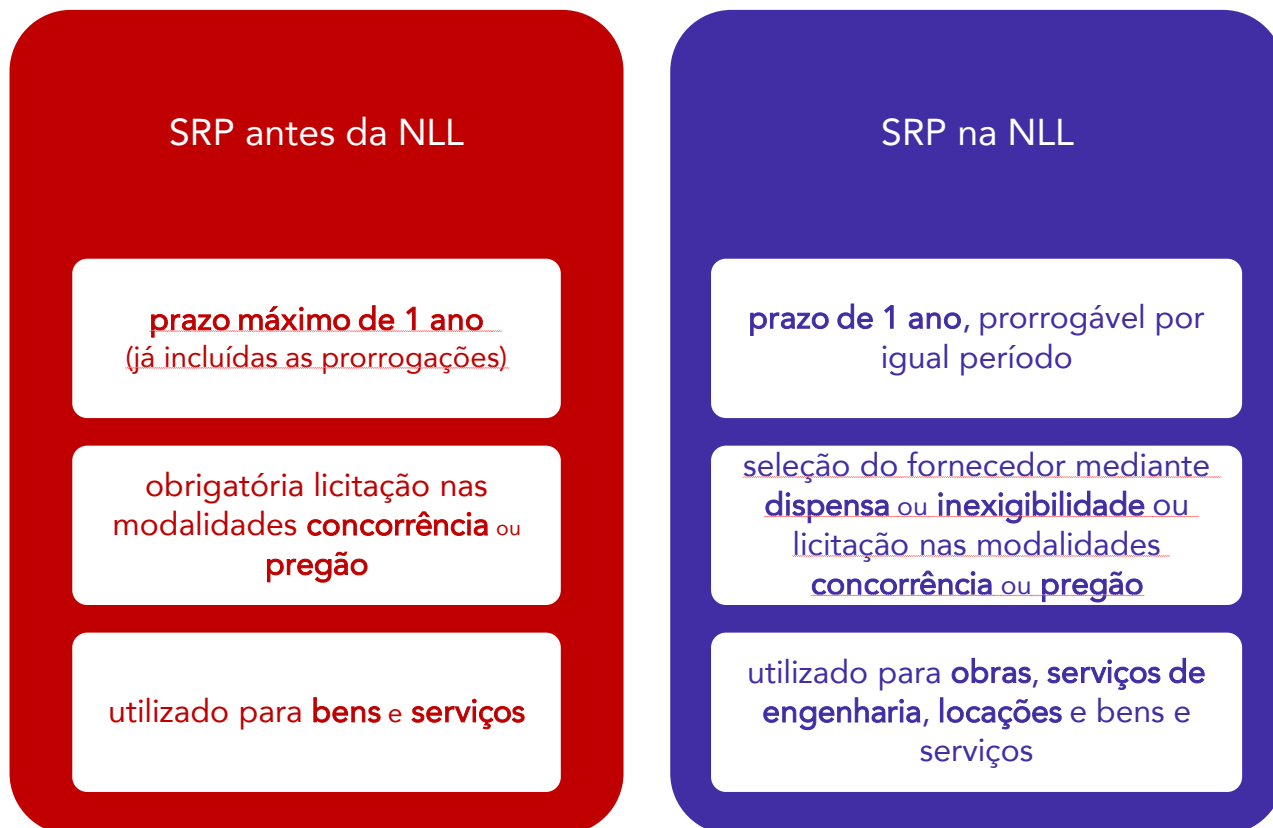 SRP antes da NLL
prazo máximo de 1 ano
(já incluídas as prorrogações)
obrigatória licitação nas
modalidades concorrência ou
pregão
utilizado para bens e serviços
SRP na NLL
prazo de 1 ano, prorrogável por
igual período
seleção do fornecedor mediante
dispensa ou inexigibilidade ou
licitação nas modalidades
concorrência ou pregão
utilizado para obras, serviços de
engenharia, locações e bens e
serviços